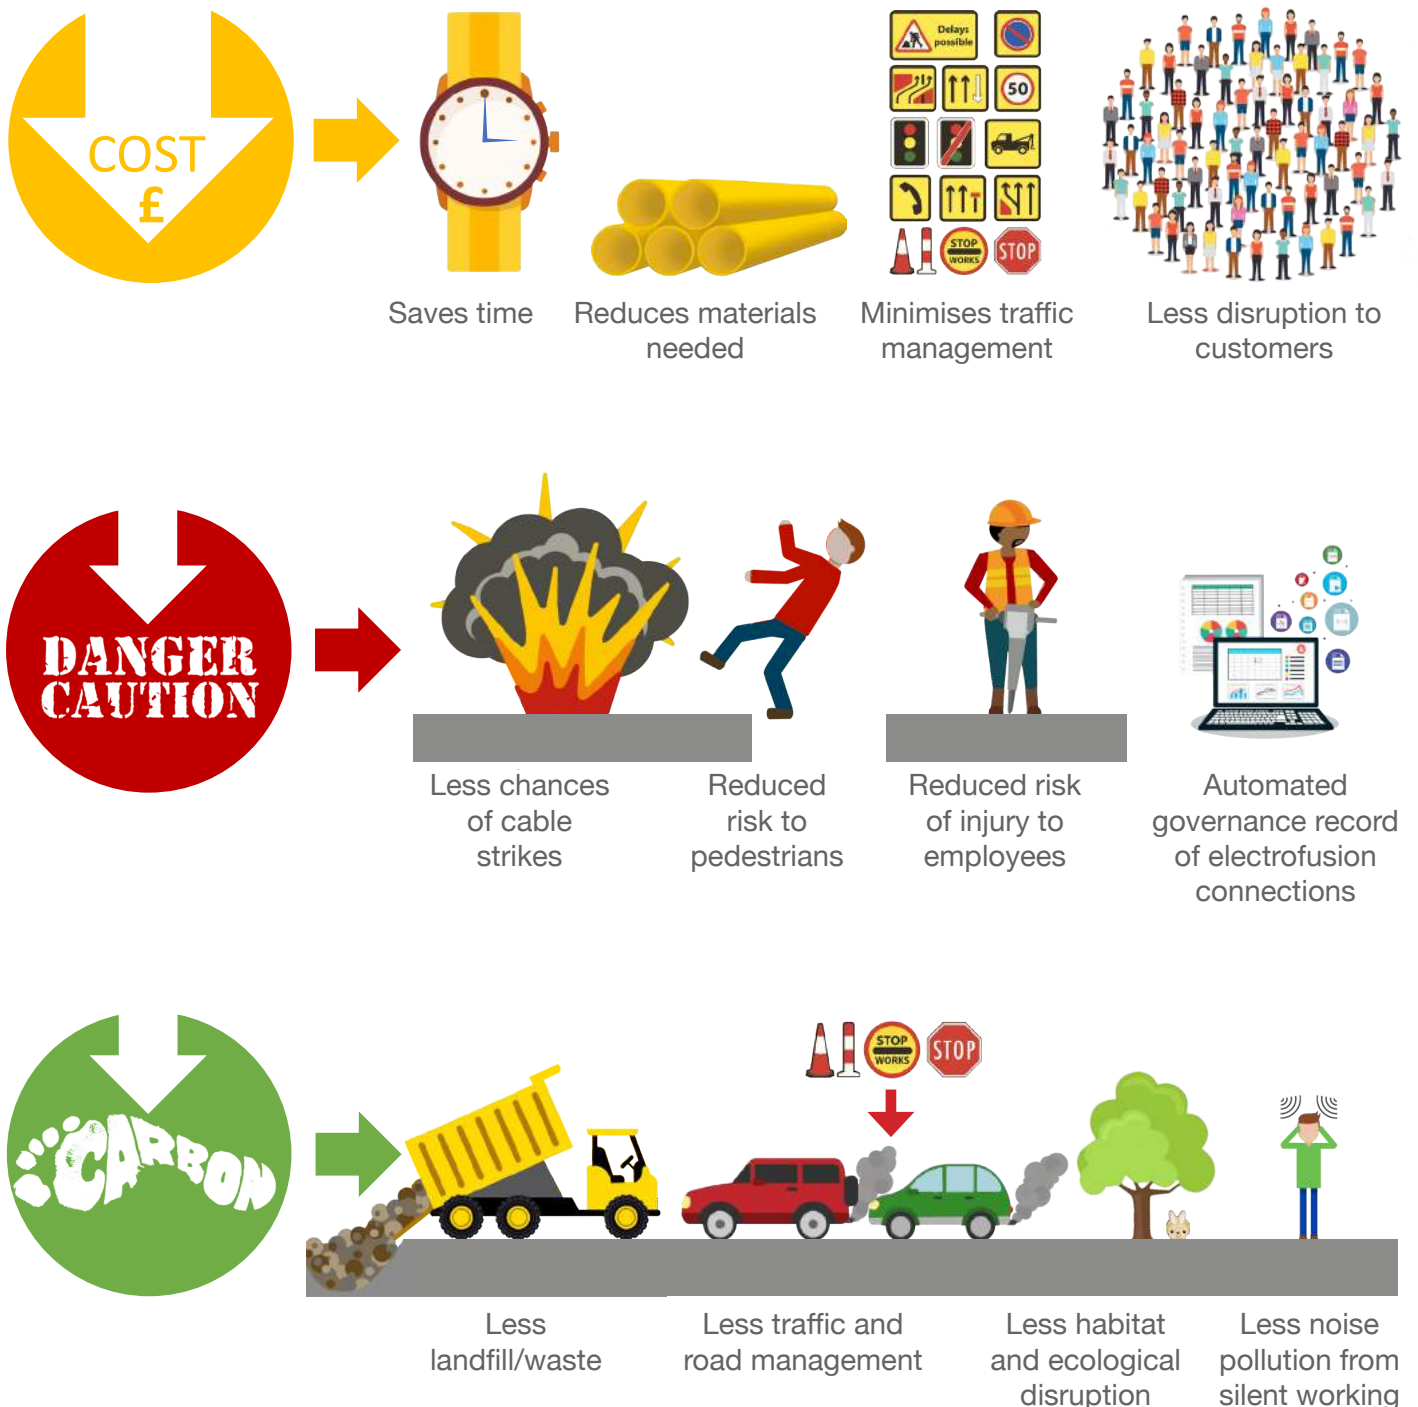 COST
£
Delays
possible
50
STOP
WORKS
STOP
Saves time
Reduces materials
needed
Minimises traffic
management
Less disruption to
customers
DANGER
CAUTION
Less chances
of cable
strikes
Reduced
risk to
pedestrians
Reduced risk
of injury to
employees
Automated
governance record
of electrofusion
connections
CARBON
STOP
WORKS
STOP
Less
landfill/waste
Less traffic and
road management
Less habitat
and ecological
disruption
Less noise
pollution from
silent working